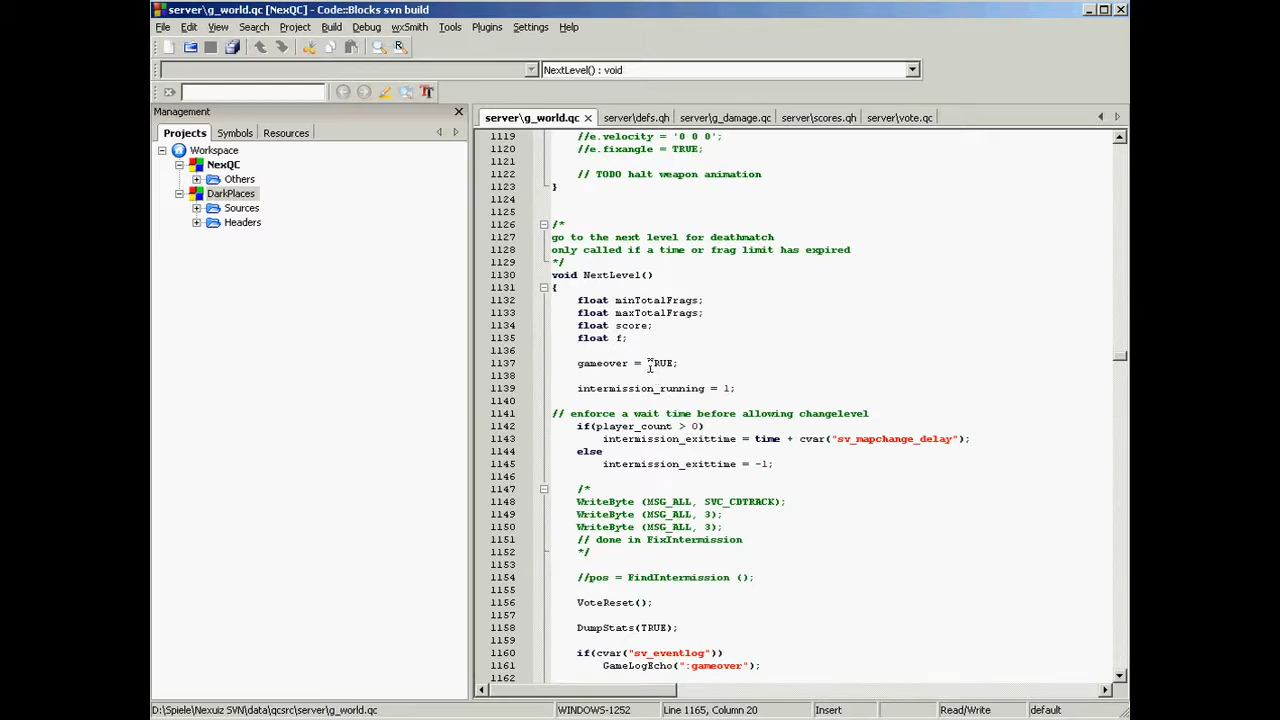 server\g_world.qc [NexQC] - Code::Blocks svn build
File Edit View Search Project Build Debug wxSmith Tools Plugins Settings Help
NextLevel() : void
Management
Projects Symbols Resources
Workspace
NexQC
Others
DarkPlaces
Sources
Headers
server\g_world.qc server\defs.qh server\g_damage.qc server\scores.qh server\vote.qc
1119 //e.velocity = '0 0 0';
1120 //e.fixangle = TRUE;
1121
1122 // TODO halt weapon animation
1123 }
1124
1125
1126 /*
1127 go to the next level for deathmatch
1128 only called if a time or frag limit has expired
1129 */
1130 void NextLevel()
1131 {
1132 float minTotalFrags;
1133 float maxTotalFrags;
1134 float score;
1135 float f;
1136
1137 gameover = TRUE;
1138
1139 intermission_running = 1;
1140
1141 // enforce a wait time before allowing changelevel
1142 if(player_count > 0)
1143 intermission_exittime = time + cvar("sv_mapchange_delay");
1144 else
1145 intermission_exittime = -1;
1146
1147 /*
1148 WriteByte (MSG_ALL, SVC_CDTRACK);
1149 WriteByte (MSG_ALL, 3);
1150 WriteByte (MSG_ALL, 3);
1151 // done in FixIntermission
1152 */
1153
1154 //pos = FindIntermission ();
1155
1156 VoteReset();
1157
1158 DumpStats(TRUE);
1159
1160 if(cvar("sv_eventlog"))
1161 GameLogEcho(":gameover");
1162
D:\Spiele\Nexuiz SVN\data\qcsrc\server\g_world.qc WINDOWS-1252 Line 1165, Column 20 Insert Read/Write default